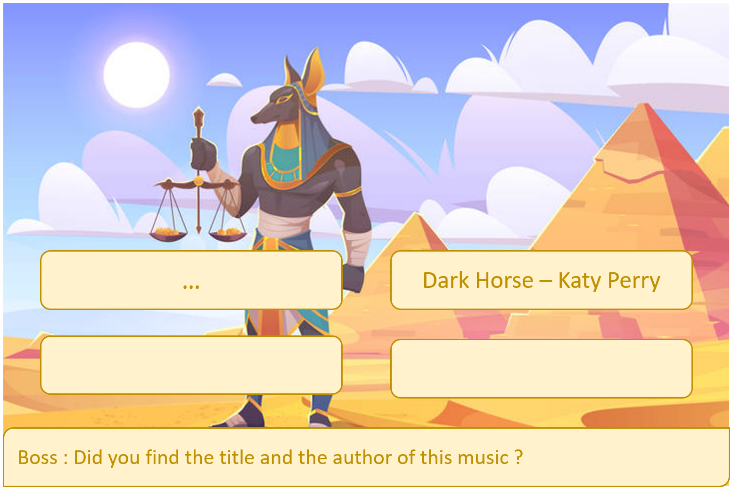 ...
Dark Horse – Katy Perry
Boss : Did you find the title and the author of this music ?